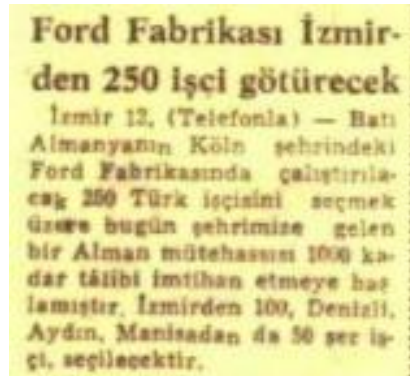 Ford Fabrikası İzmir-
den 250 işçi götürecek
İzmir 12, (Telefonla) — Batı
Almanyanın Köln şehrindeki
Ford Fabrikasında çalıştırıla-
cak 250 Türk işçisini seçmek
üzere bugün şehrimize gelen
bir Alman mütehassısı 1000 ka-
dar tâlibi imtihan etmeye baş
lamıştır. İzmirden 100, Denizli,
Aydın, Manisadan da 50 şer iş-
çi, seçilecektir.